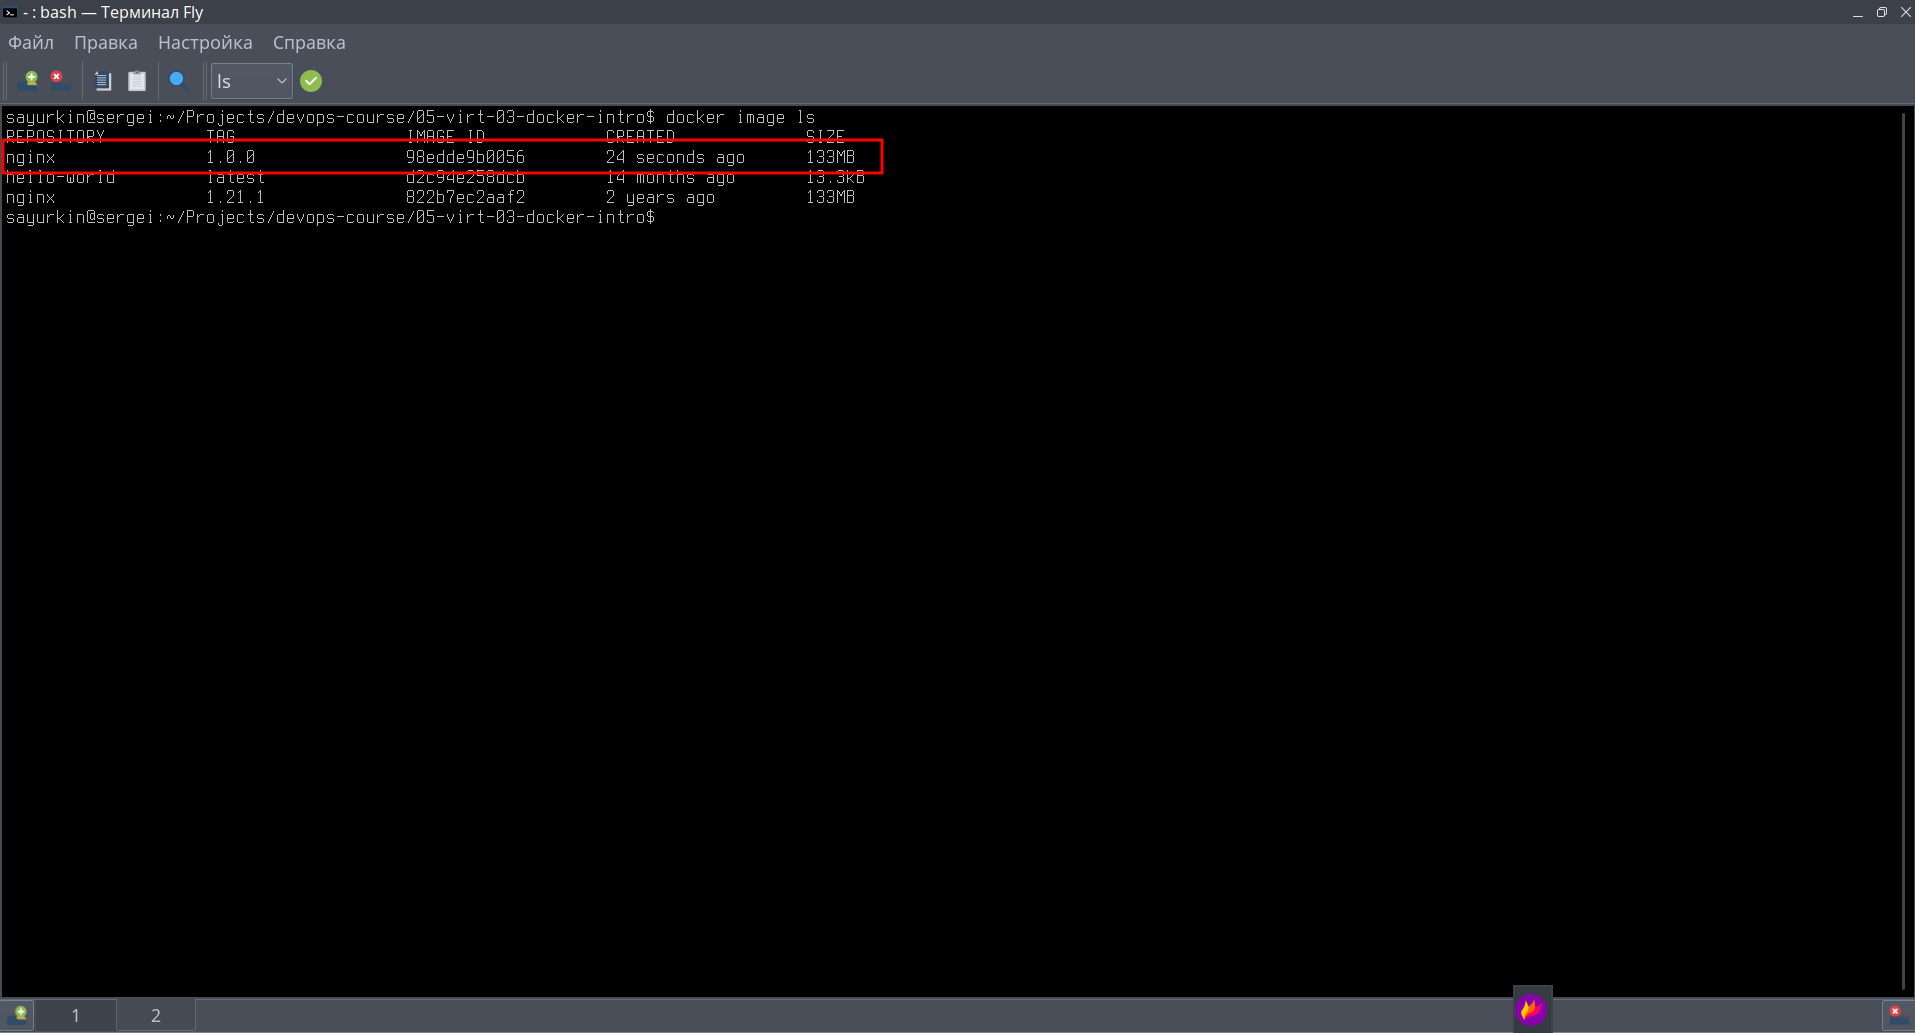 - : bash — Терминал Fly
Файл Правка Настройка Справка
ls
sayurkin@sergei:~/Projects/devops-course/05-virt-03-docker-intro$ docker image ls
REPOSITORY TAG IMAGE ID CREATED SIZE
nginx 1.0.0 98edde9b0056 24 seconds ago 133MB
hello-world latest d2c94e258dcb 14 months ago 13.3kB
nginx 1.21.1 822b7ec2aaf2 2 years ago 133MB
sayurkin@sergei:~/Projects/devops-course/05-virt-03-docker-intro$
1 2